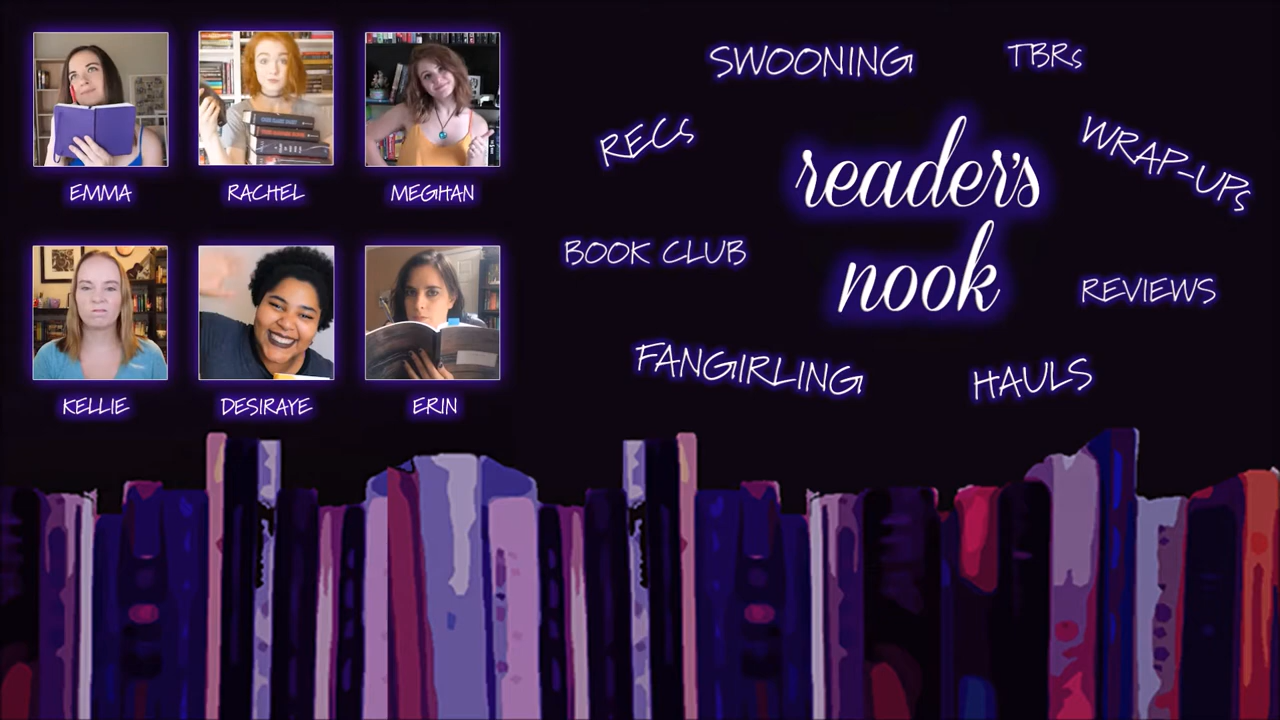 SWOONING
TBRs
RECs
WRAP-UPs
reader's
nook
EMMA
RACHEL
MEGHAN
BOOK CLUB
REVIEWS
FANGIRLING
HAULS
KELLIE
DESIRAYE
ERIN